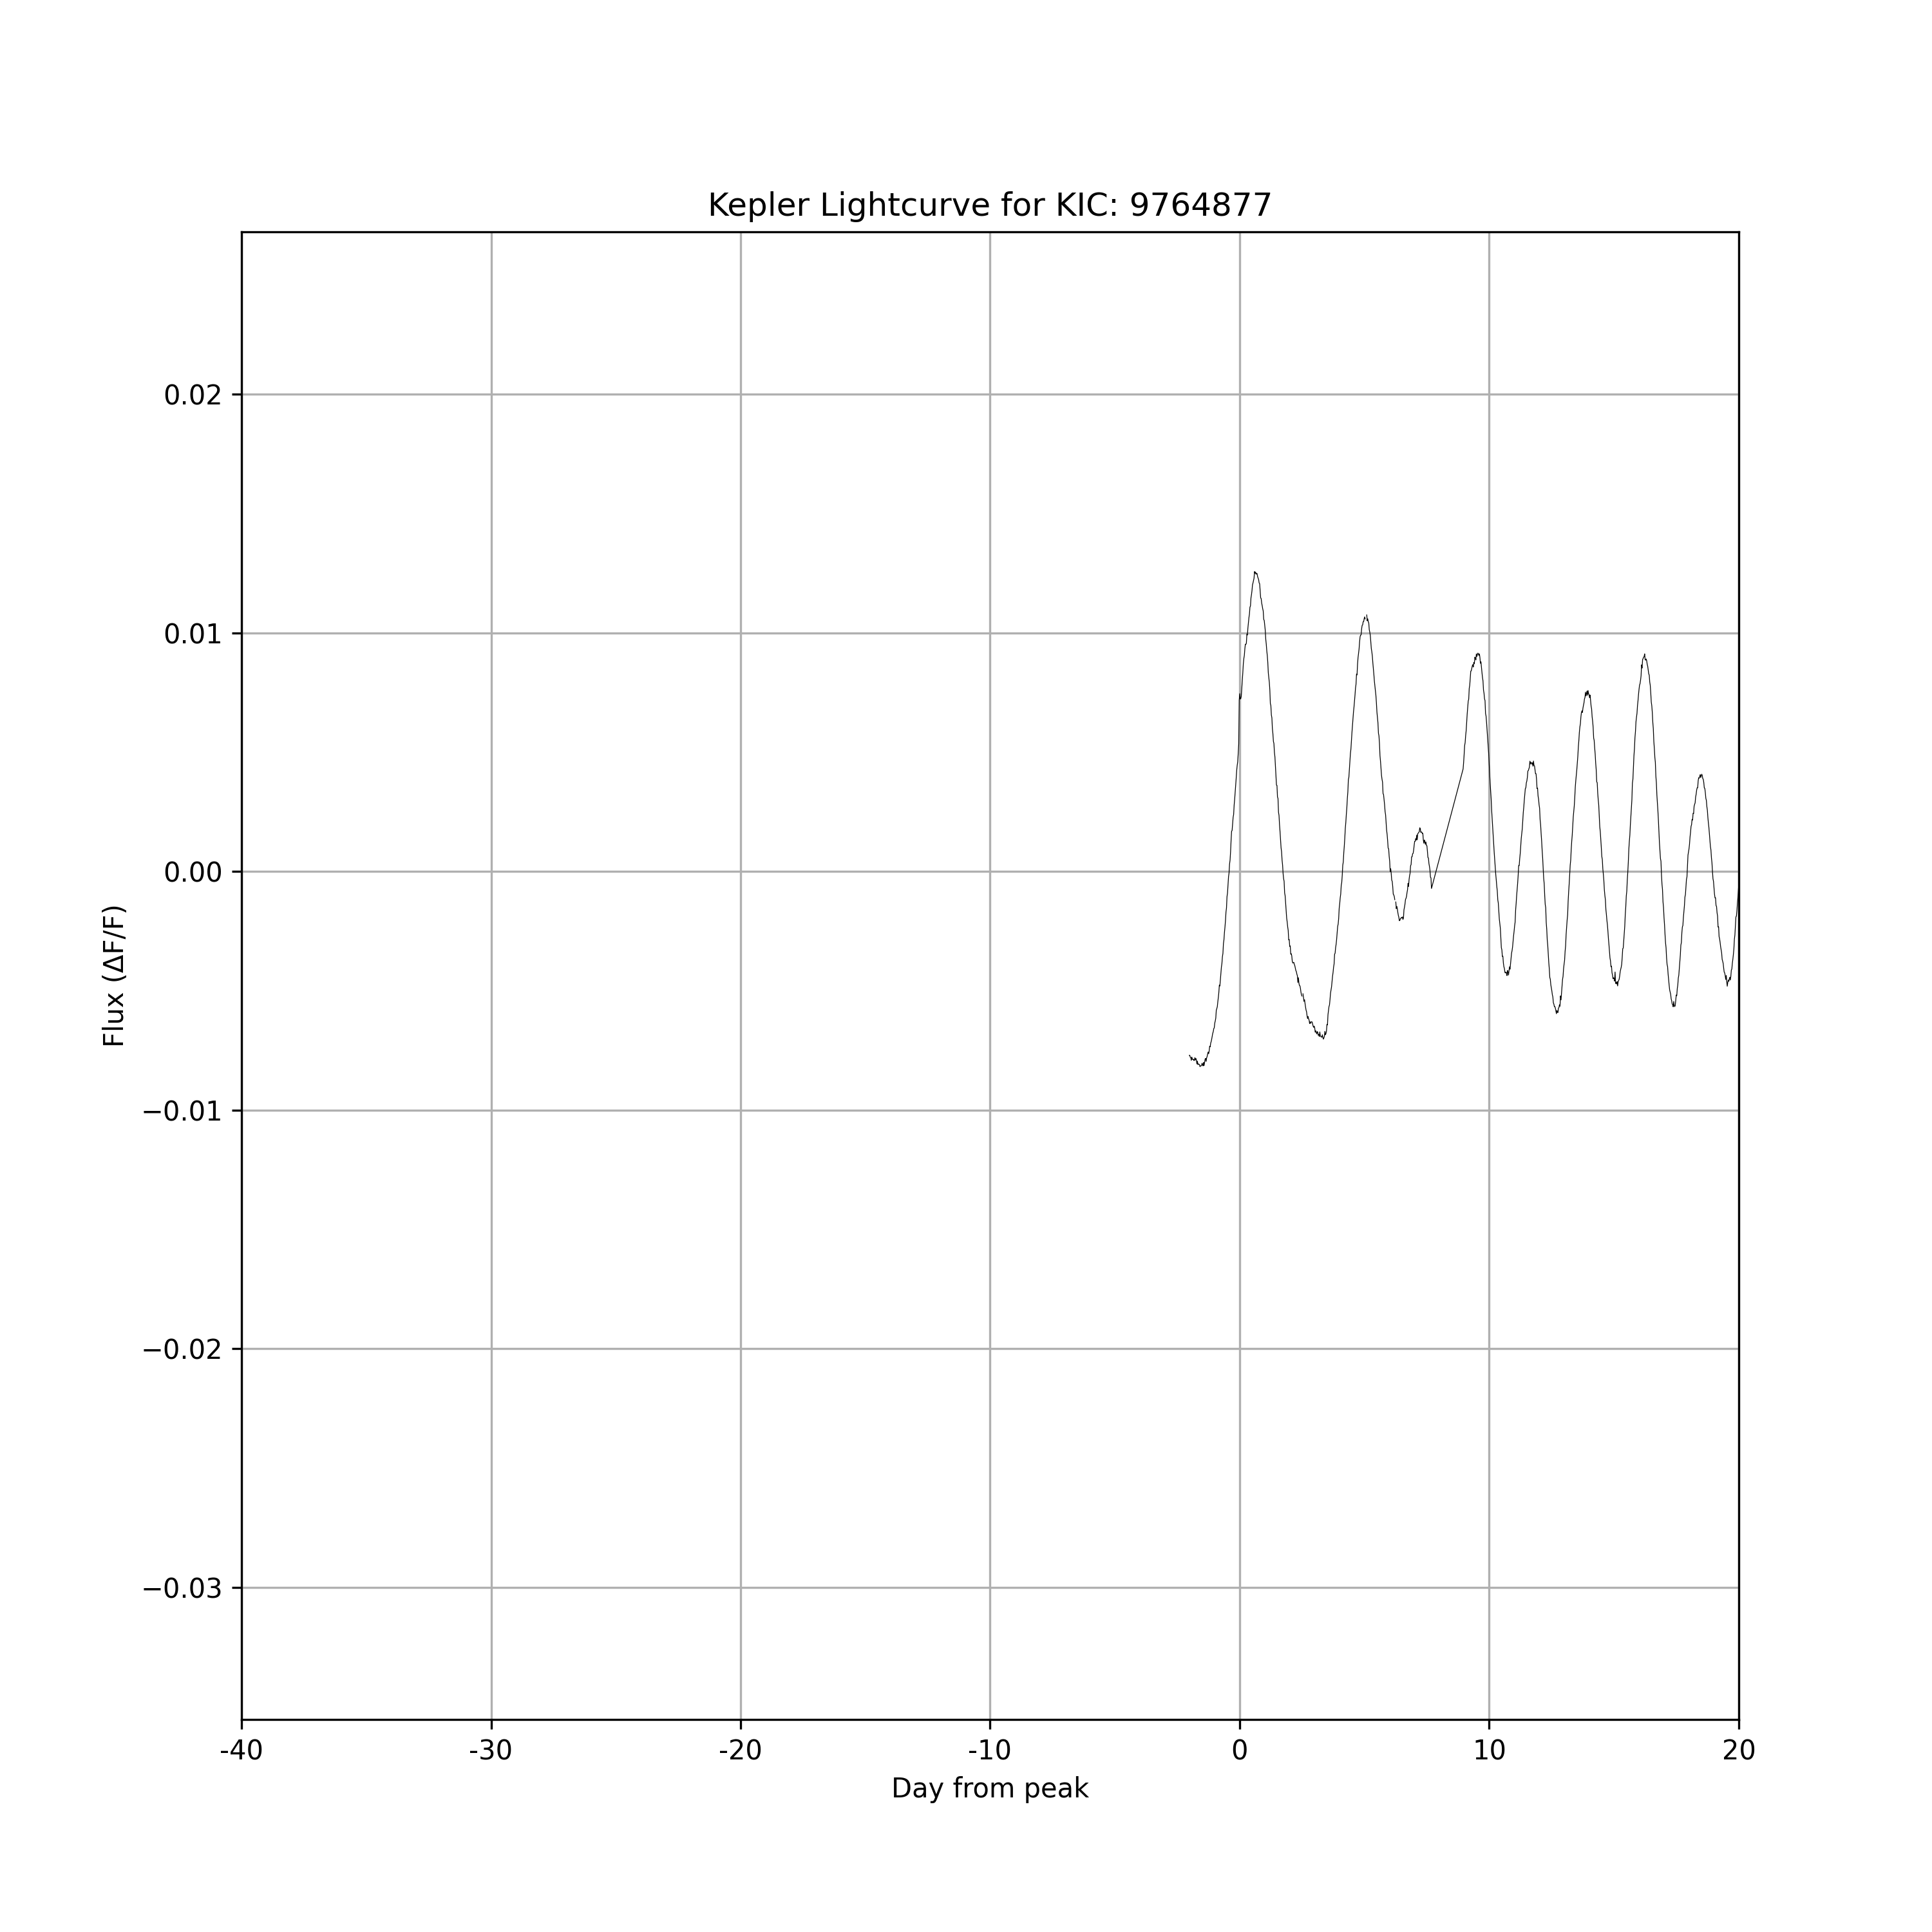 Kepler Lightcurve for KIC: 9764877
0.02
0.01
0.00
−0.01
−0.02
−0.03
Flux (ΔF/F)
-40 -30 -20 -10 0 10 20
Day from peak